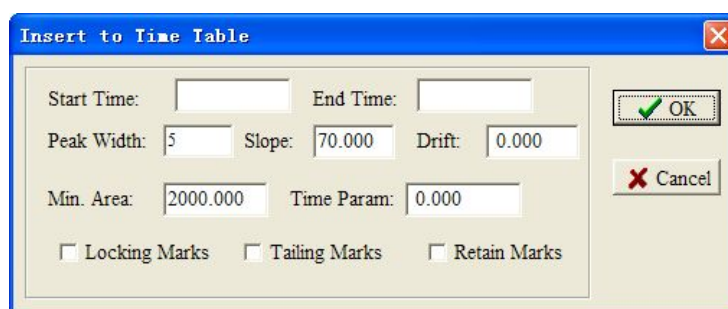 Insert to Time Table
Start Time: End Time:
Peak Width: 5 Slope: 70.000 Drift: 0.000
Min. Area: 2000.000 Time Param: 0.000
Locking Marks Tailing Marks Retain Marks
OK
Cancel